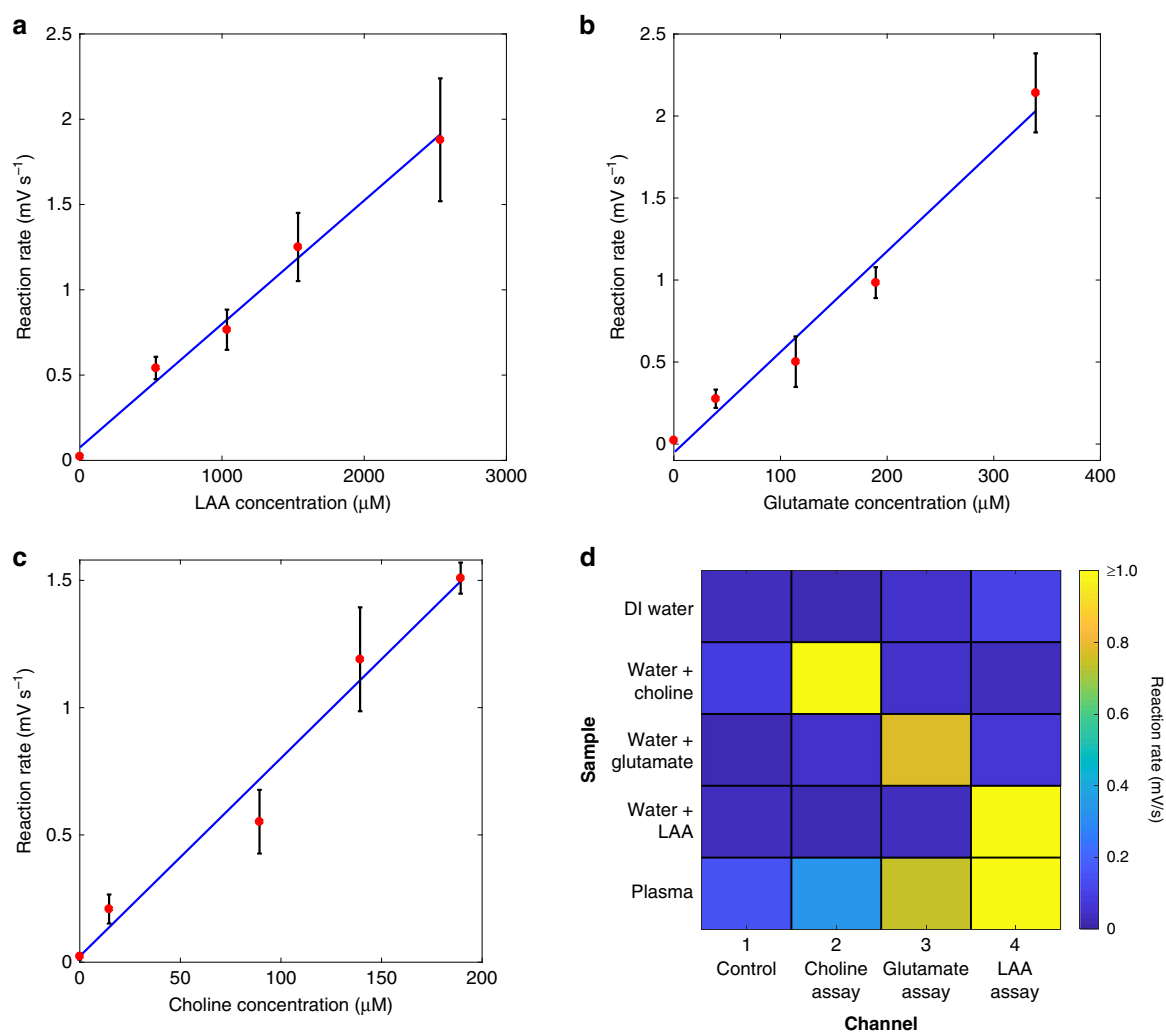 a
2.5
2
1.5
1
0.5
0
0
1000
2000
3000
Reaction rate (mV s⁻¹)
LAA concentration (μM)
b
2.5
2
1.5
1
0.5
0
0
100
200
300
400
Reaction rate (mV s⁻¹)
Glutamate concentration (μM)
c
1.5
1
0.5
0
0
50
100
150
200
Reaction rate (mV s⁻¹)
Choline concentration (μM)
d
Sample
DI water
Water +
choline
Water +
glutamate
Water +
LAA
Plasma
1
2
3
4
Control
Choline
assay
Glutamate
assay
LAA
assay
Channel
≥1.0
0.8
0.6
0.4
0.2
0
Reaction rate (mV/s)